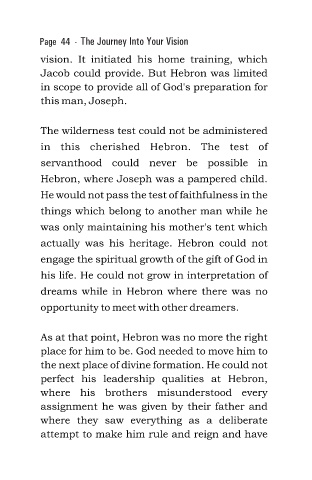 Page 44 - The Journey Into Your Vision
vision. It initiated his home training, which
Jacob could provide. But Hebron was limited
in scope to provide all of God's preparation for
this man, Joseph.
The wilderness test could not be administered
in this cherished Hebron. The test of
servanthood could never be possible in
Hebron, where Joseph was a pampered child.
He would not pass the test of faithfulness in the
things which belong to another man while he
was only maintaining his mother's tent which
actually was his heritage. Hebron could not
engage the spiritual growth of the gift of God in
his life. He could not grow in interpretation of
dreams while in Hebron where there was no
opportunity to meet with other dreamers.
As at that point, Hebron was no more the right
place for him to be. God needed to move him to
the next place of divine formation. He could not
perfect his leadership qualities at Hebron,
where his brothers misunderstood every
assignment he was given by their father and
where they saw everything as a deliberate
attempt to make him rule and reign and have